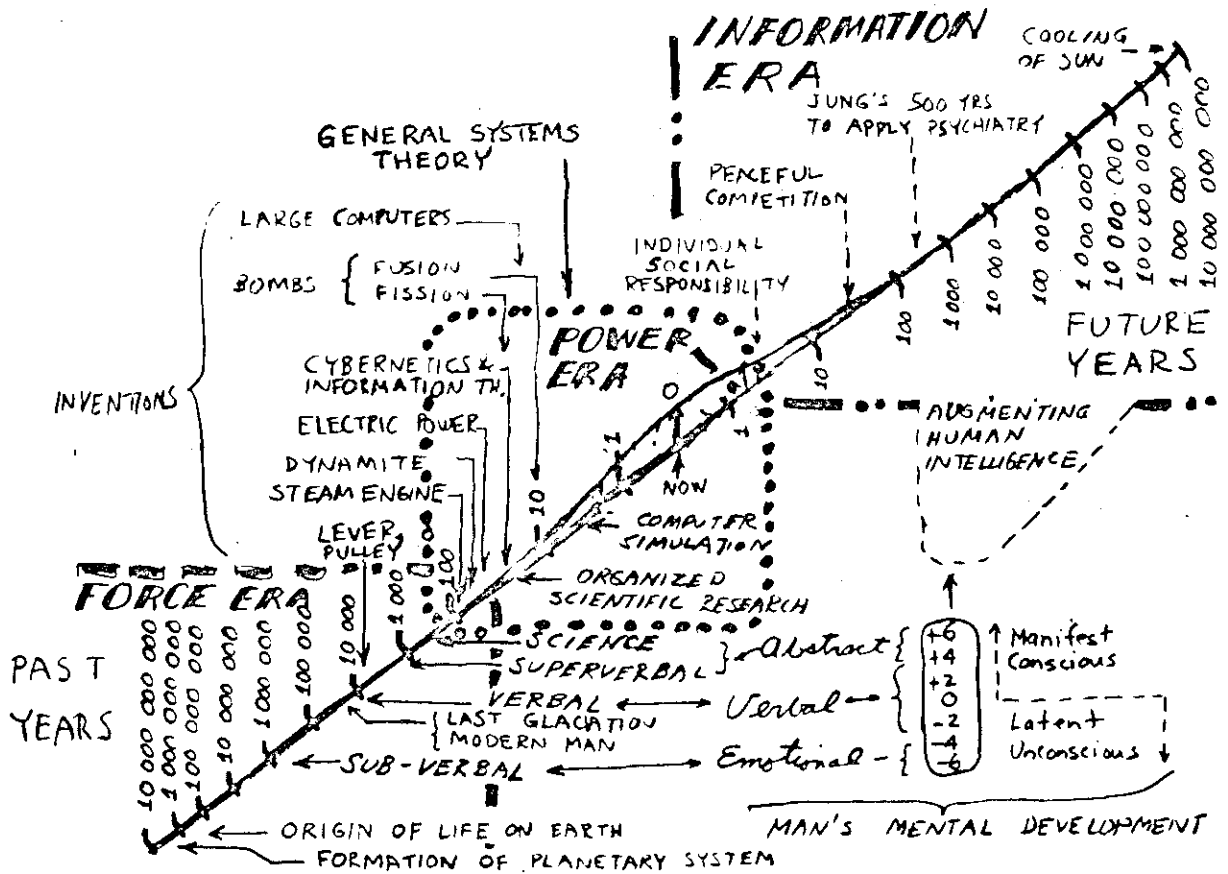 INFORMATION
ERA
COOLING
OF SUN
JUNG'S 500 YRS
TO APPLY PSYCHIATRY
GENERAL SYSTEMS
THEORY
PEACEFUL
COMPETITION
LARGE COMPUTERS
BOMBS { FUSION
FISSION
INDIVIDUAL
SOCIAL
RESPONSIBILITY
POWER
ERA
CYBERNETICS &
INFORMATION TH.
INVENTIONS
ELECTRIC POWER
DYNAMITE
STEAM ENGINE
LEVER,
PULLEY
FORCE ERA
PAST
YEARS
10 000 000 000
1 000 000 000
100 000 000
10 000 000
1 000 000
100 000
10 000
1 000
100
10
1
0
1
10
100
1000
10 000
100 000
1 000 000
10 000 000
100 000 000
1 000 000 000
10 000 000 000
FUTURE
YEARS
NOW
COMPUTER
SIMULATION
ORGANIZED
SCIENTIFIC RESEARCH
SCIENCE
SUPERVERBAL
Abstract
VERBAL
Verbal
LAST GLACIATION
MODERN MAN
SUB-VERBAL
Emotional
ORIGIN OF LIFE ON EARTH
FORMATION OF PLANETARY SYSTEM
AUGMENTING
HUMAN
INTELLIGENCE
+6
+4
+2
0
-2
-4
-6
Manifest
Conscious
Latent
Unconscious
MAN'S MENTAL DEVELOPMENT